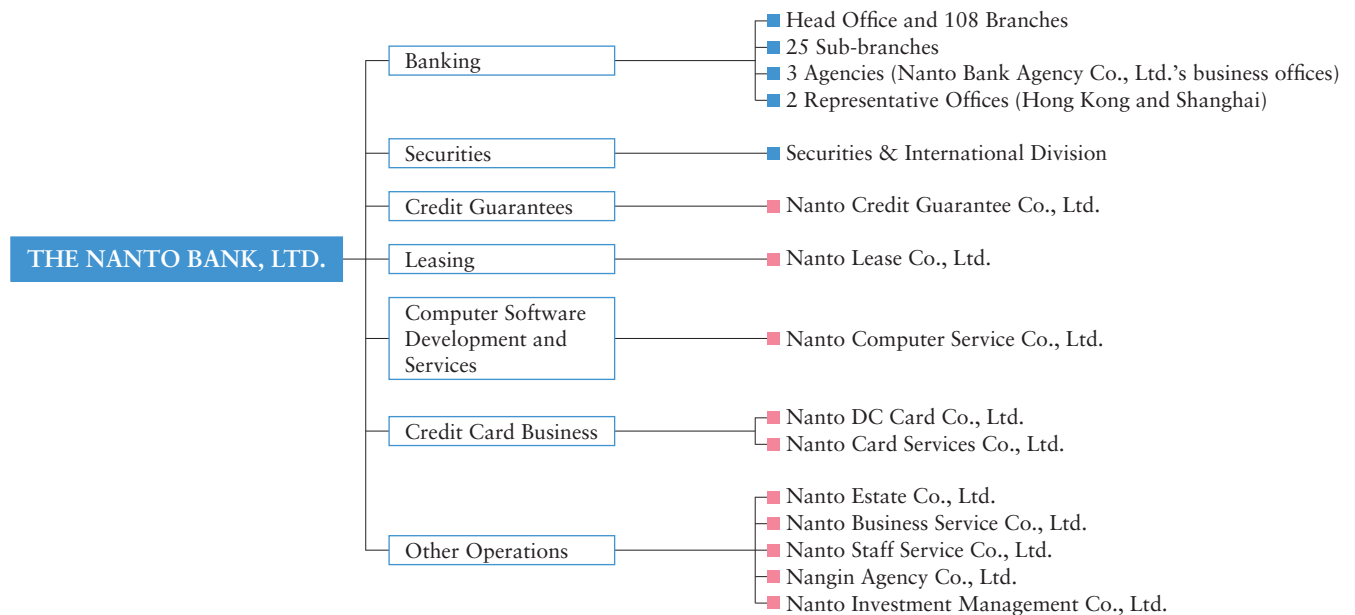 THE NANTO BANK, LTD.
Banking
Head Office and 108 Branches
25 Sub-branches
3 Agencies (Nanto Bank Agency Co., Ltd.'s business offices)
2 Representative Offices (Hong Kong and Shanghai)
Securities
Securities & International Division
Credit Guarantees
Nanto Credit Guarantee Co., Ltd.
Leasing
Nanto Lease Co., Ltd.
Computer Software
Development and
Services
Nanto Computer Service Co., Ltd.
Credit Card Business
Nanto DC Card Co., Ltd.
Nanto Card Services Co., Ltd.
Other Operations
Nanto Estate Co., Ltd.
Nanto Business Service Co., Ltd.
Nanto Staff Service Co., Ltd.
Nangin Agency Co., Ltd.
Nanto Investment Management Co., Ltd.